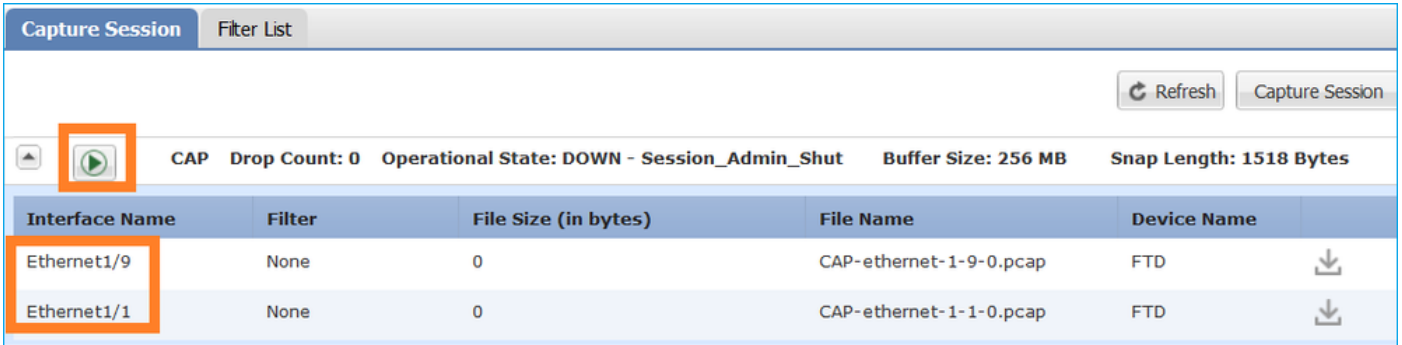 Capture Session Filter List
Refresh Capture Session
CAP Drop Count: 0 Operational State: DOWN - Session_Admin_Shut Buffer Size: 256 MB Snap Length: 1518 Bytes
Interface Name Filter File Size (in bytes) File Name Device Name
Ethernet1/9 None 0 CAP-ethernet-1-9-0.pcap FTD
Ethernet1/1 None 0 CAP-ethernet-1-1-0.pcap FTD